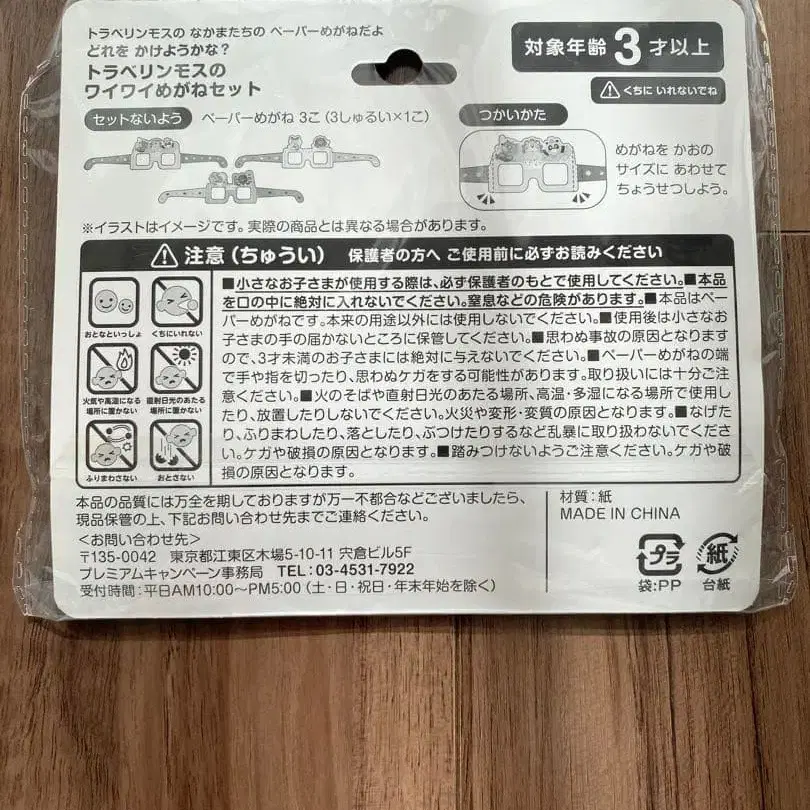 トラベリンモスの なかまたちの ペーパーめがねだよ
どれを かけようかな?
トラベリンモスの
ワイワイめがねセット
対象年齢 3 才以上
くちに いれないでね
セットないよう ペーパーめがね 3こ (3しゅるい×1こ)
つかいかた
めがねを かおの
サイズに あわせて
ちょうせつしよう。
※イラストはイメージです。実際の商品とは異なる場合があります。
注意(ちゅうい) 保護者の方へ ご使用前に必ずお読みください
おとなといっしょ
くちにいれない
火気や高温になる
場所に置かない
直射日光のあたる
場所に置かない
ふりまわさない
おとさない
■小さなお子さまが使用する際は、必ず保護者のもとで使用してください。■本品
を口の中に絶対に入れないでください。窒息などの危険があります。■本品はペー
パーめがねです。本来の用途以外には使用しないでください。■使用後は小さなお
子さまの手の届かないところに保管してください。■思わぬ事故の原因となります
ので、3才未満のお子さまには絶対に与えないでください。■ペーパーめがねの端
で手や指を切ったり、思わぬケガをする可能性があります。取り扱いには十分ご注
意ください。■火のそばや直射日光のあたる場所、高温・多湿になる場所で使用し
たり、放置したりしないでください。火災や変形・変質の原因となります。■なげた
り、ふりまわしたり、落としたり、ぶつけたりするなど乱暴に取り扱わないでくださ
い。ケガや破損の原因となります。■踏みつけないようご注意ください。ケガや破
損の原因となります。
本品の品質には万全を期しておりますが万一不都合などございましたら、
現品保管の上、下記お問い合わせ先までご連絡ください。
<お問い合わせ先>
〒135-0042 東京都江東区木場5-10-11 宍倉ビル5F
プレミアムキャンペーン事務局 TEL:03-4531-7922
受付時間:平日AM10:00~PM5:00(土・日・祝日・年末年始を除く)
材質:紙
MADE IN CHINA
プラ
袋:PP
紙
台紙